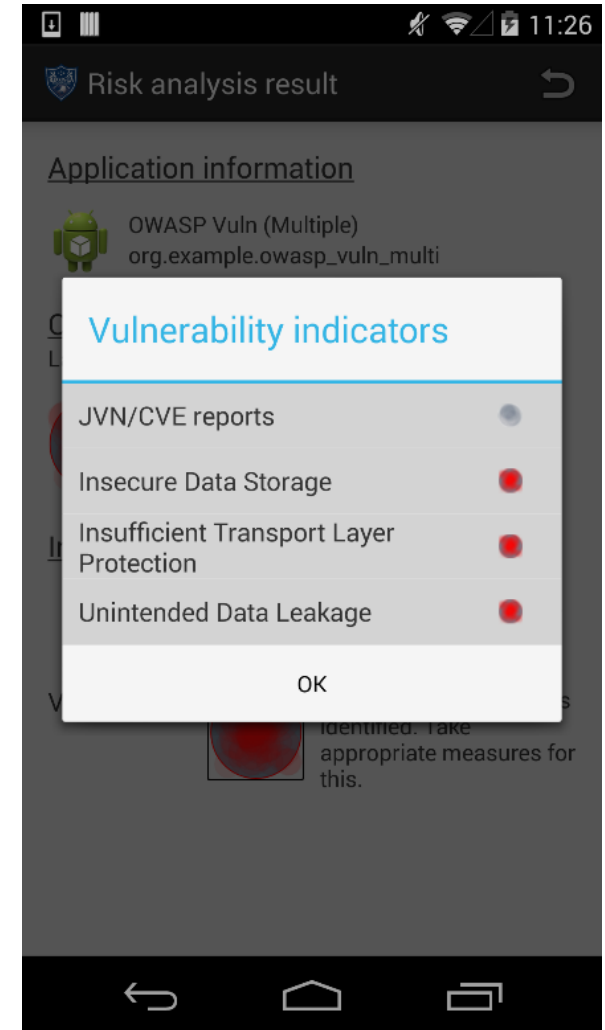 11:26
Risk analysis result
Application information
OWASP Vuln (Multiple)
org.example.owasp_vuln_multi
Vulnerability indicators
JVN/CVE reports
Insecure Data Storage
Insufficient Transport Layer
Protection
Unintended Data Leakage
OK
identified. Take
appropriate measures for
this.